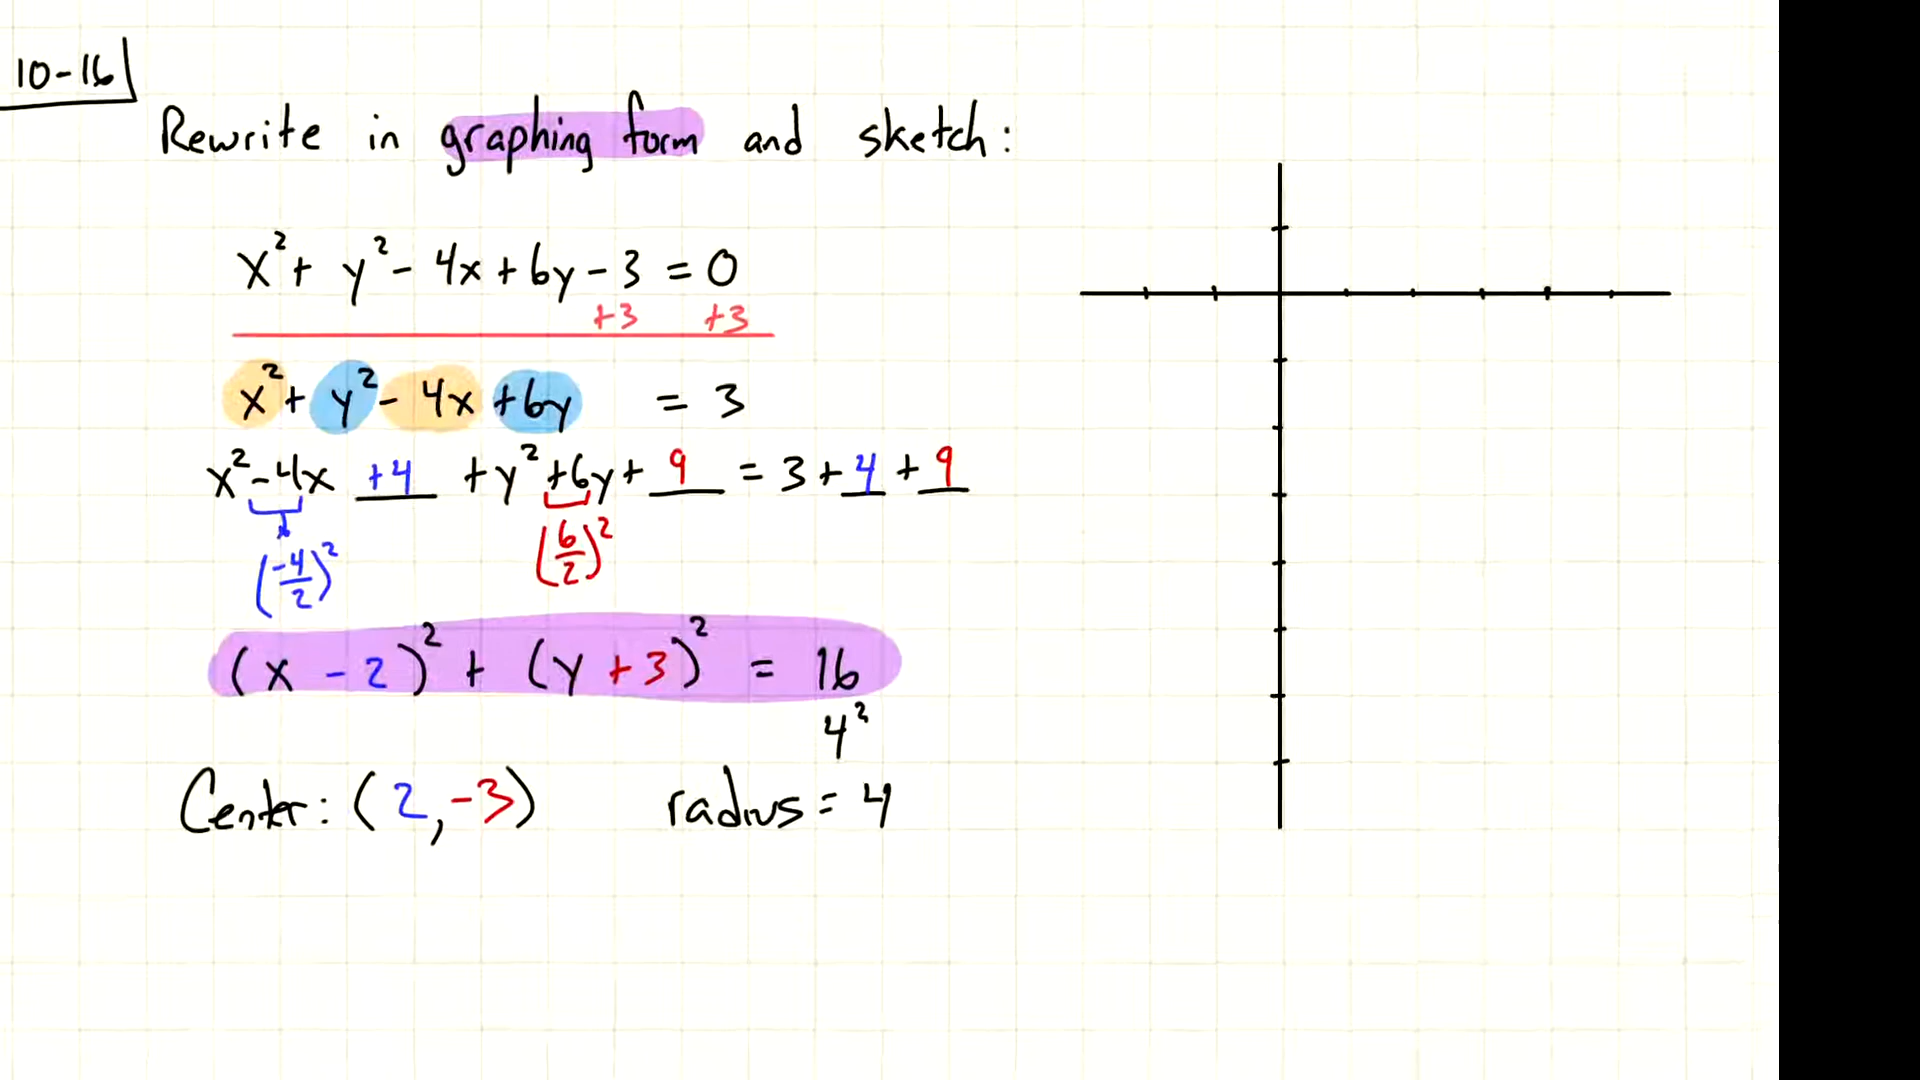 10-16
Rewrite in graphing form and sketch:
x² + y² - 4x + 6y - 3 = 0
+3 +3
x² + y² - 4x + 6y = 3
x² - 4x +4 + y² + 6y + 9 = 3 + 4 + 9
(-4/2)² (6/2)²
(x - 2)² + (y + 3)² = 16
4²
Center: (2, -3) radius = 4